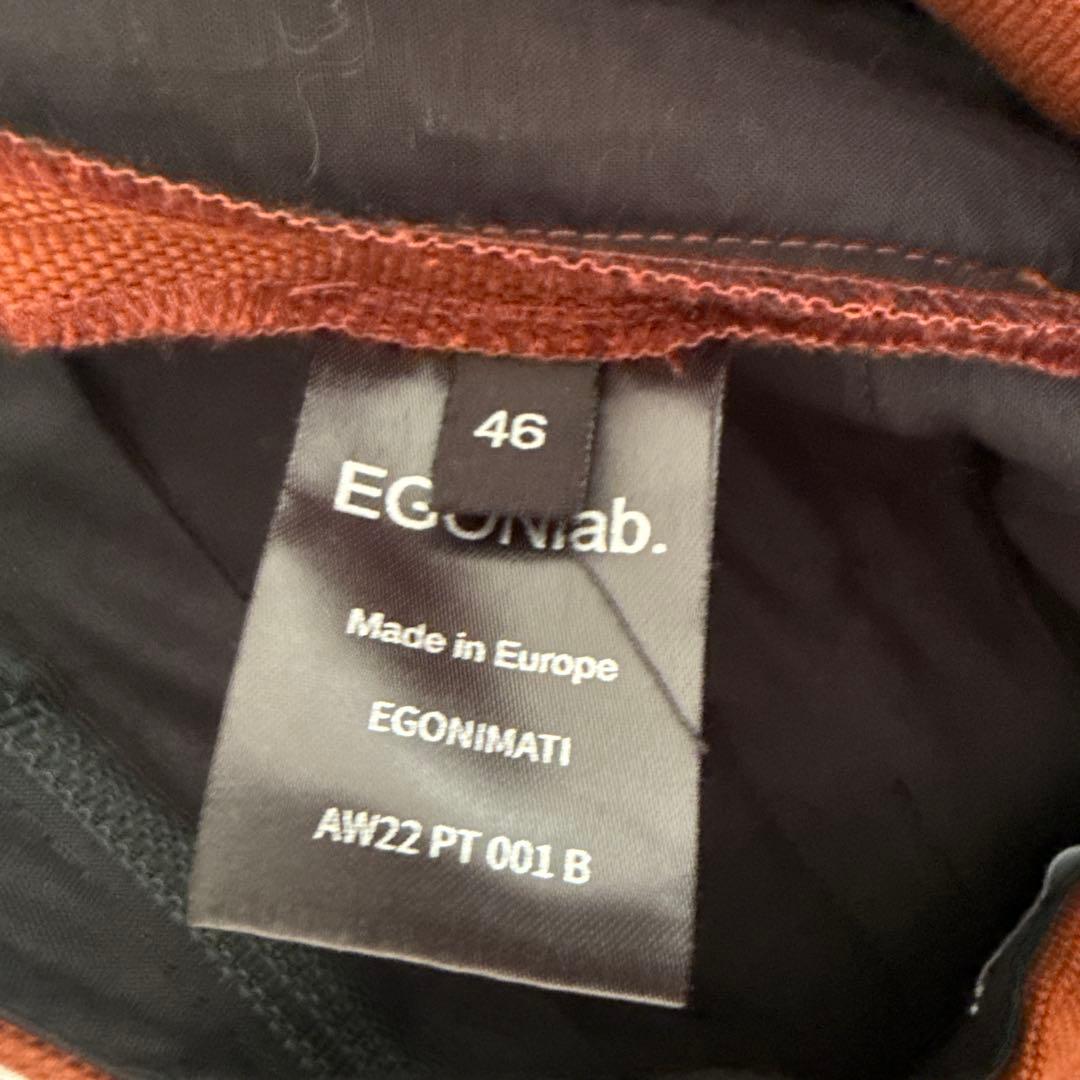 46
EGONlab.
Made in Europe
EGONIMATI
AW22 PT 001 B